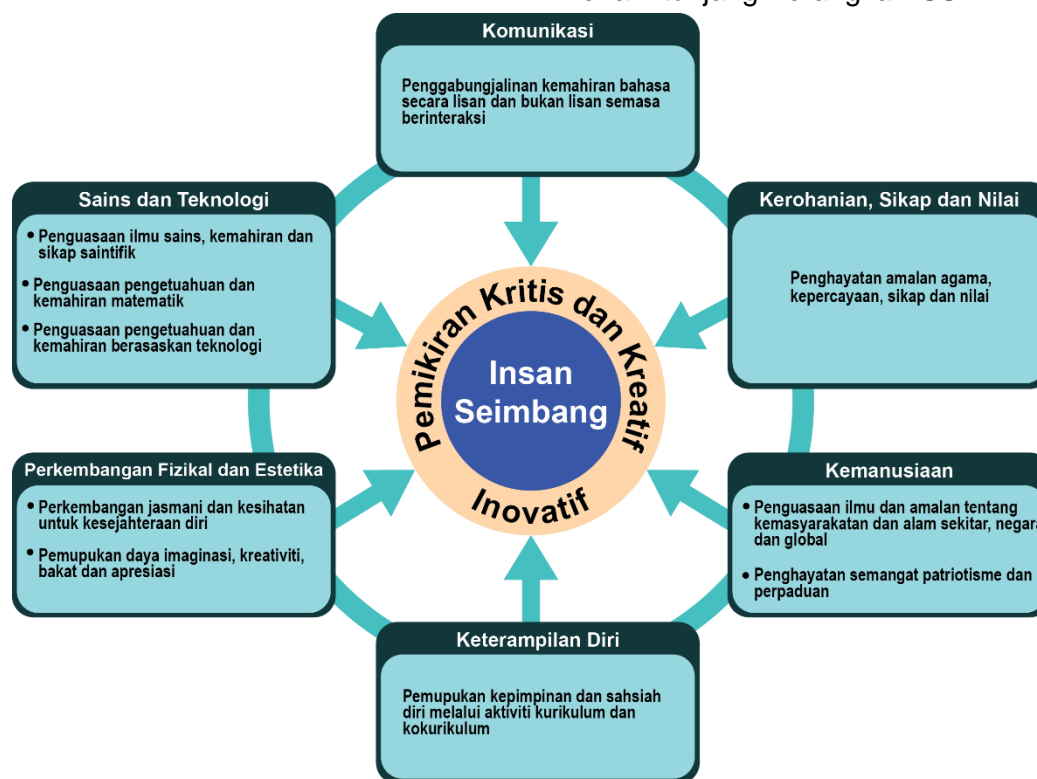 Komunikasi
Penggabungjalinan kemahiran bahasa
secara lisan dan bukan lisan semasa
berinteraksi
Sains dan Teknologi
• Penguasaan ilmu sains, kemahiran dan
sikap saintifik
• Penguasaan pengetuahuan dan
kemahiran matematik
• Penguasaan pengetuahuan dan
kemahiran berasaskan teknologi
Kerohanian, Sikap dan Nilai
Penghayatan amalan agama,
kepercayaan, sikap dan nilai
Pemikiran Kritis dan Kreatif
Insan
Seimbang
Inovatif
Perkembangan Fizikal dan Estetika
• Perkembangan jasmani dan kesihatan
untuk kesejahteraan diri
• Pemupukan daya imaginasi, kreativiti,
bakat dan apresiasi
Kemanusiaan
• Penguasaan ilmu dan amalan tentang
kemasyarakatan dan alam sekitar, negara
dan global
• Penghayatan semangat patriotisme dan
perpaduan
Keterampilan Diri
Pemupukan kepimpinan dan sahsiah
diri melalui aktiviti kurikulum dan
kokurikulum